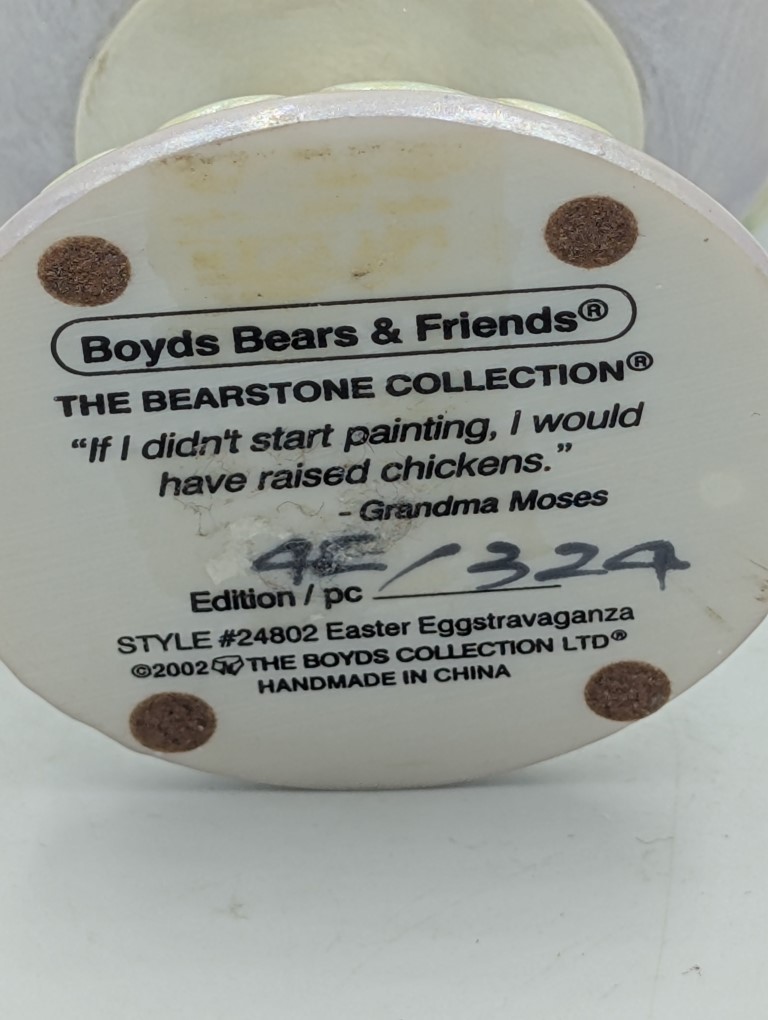 Boyds Bears & Friends®
THE BEARSTONE COLLECTION®
“If I didn't start painting, I would
have raised chickens.”
- Grandma Moses
4E/324
Edition / pc
STYLE #24802 Easter Eggstravaganza
©2002 THE BOYDS COLLECTION LTD®
HANDMADE IN CHINA